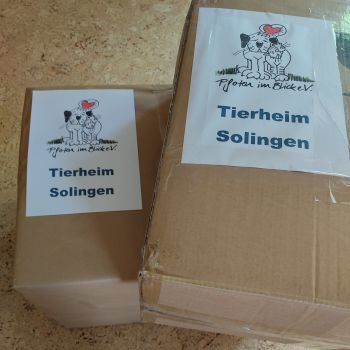 Pfoten im Blick e.V.
Tierheim
Solingen
Pfoten im Blick e.V.
Tierheim
Solingen